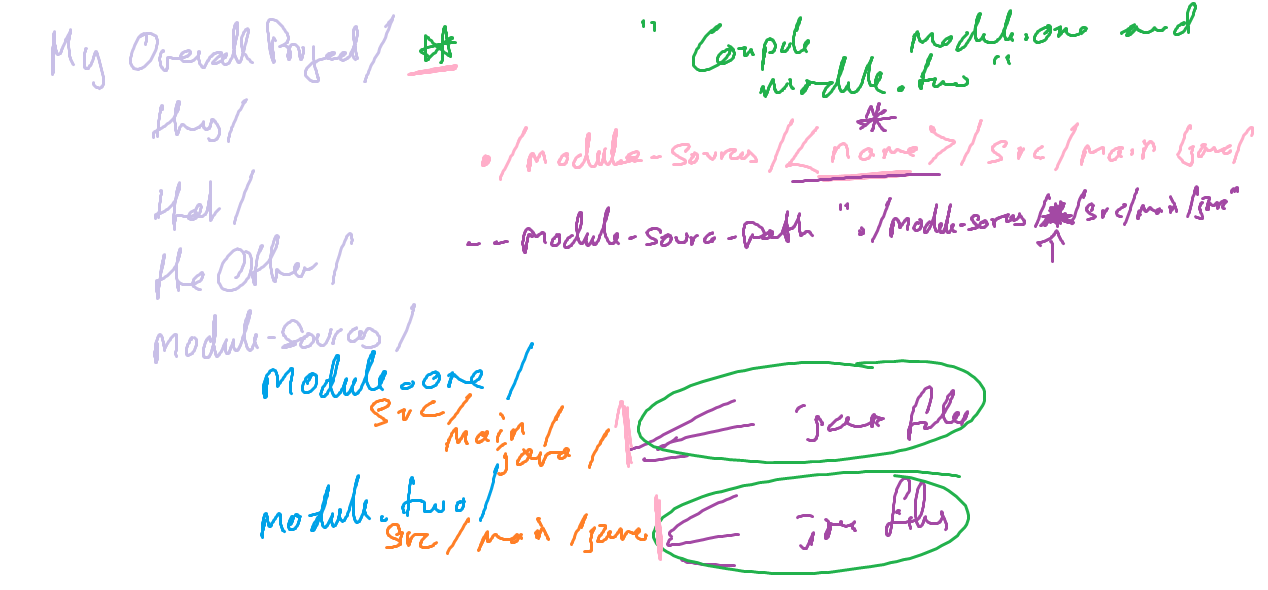 My Overall Project/ *
" Compile module.one and
module.two "
this/
*
./module-sources/<name>/src/main/java/
that/
--module-source-path "./module-sources/*/src/main/java"
the Other/
module-sources/
module.one/
src/
main/
java/
java files
module.two/
src/main/java
java files